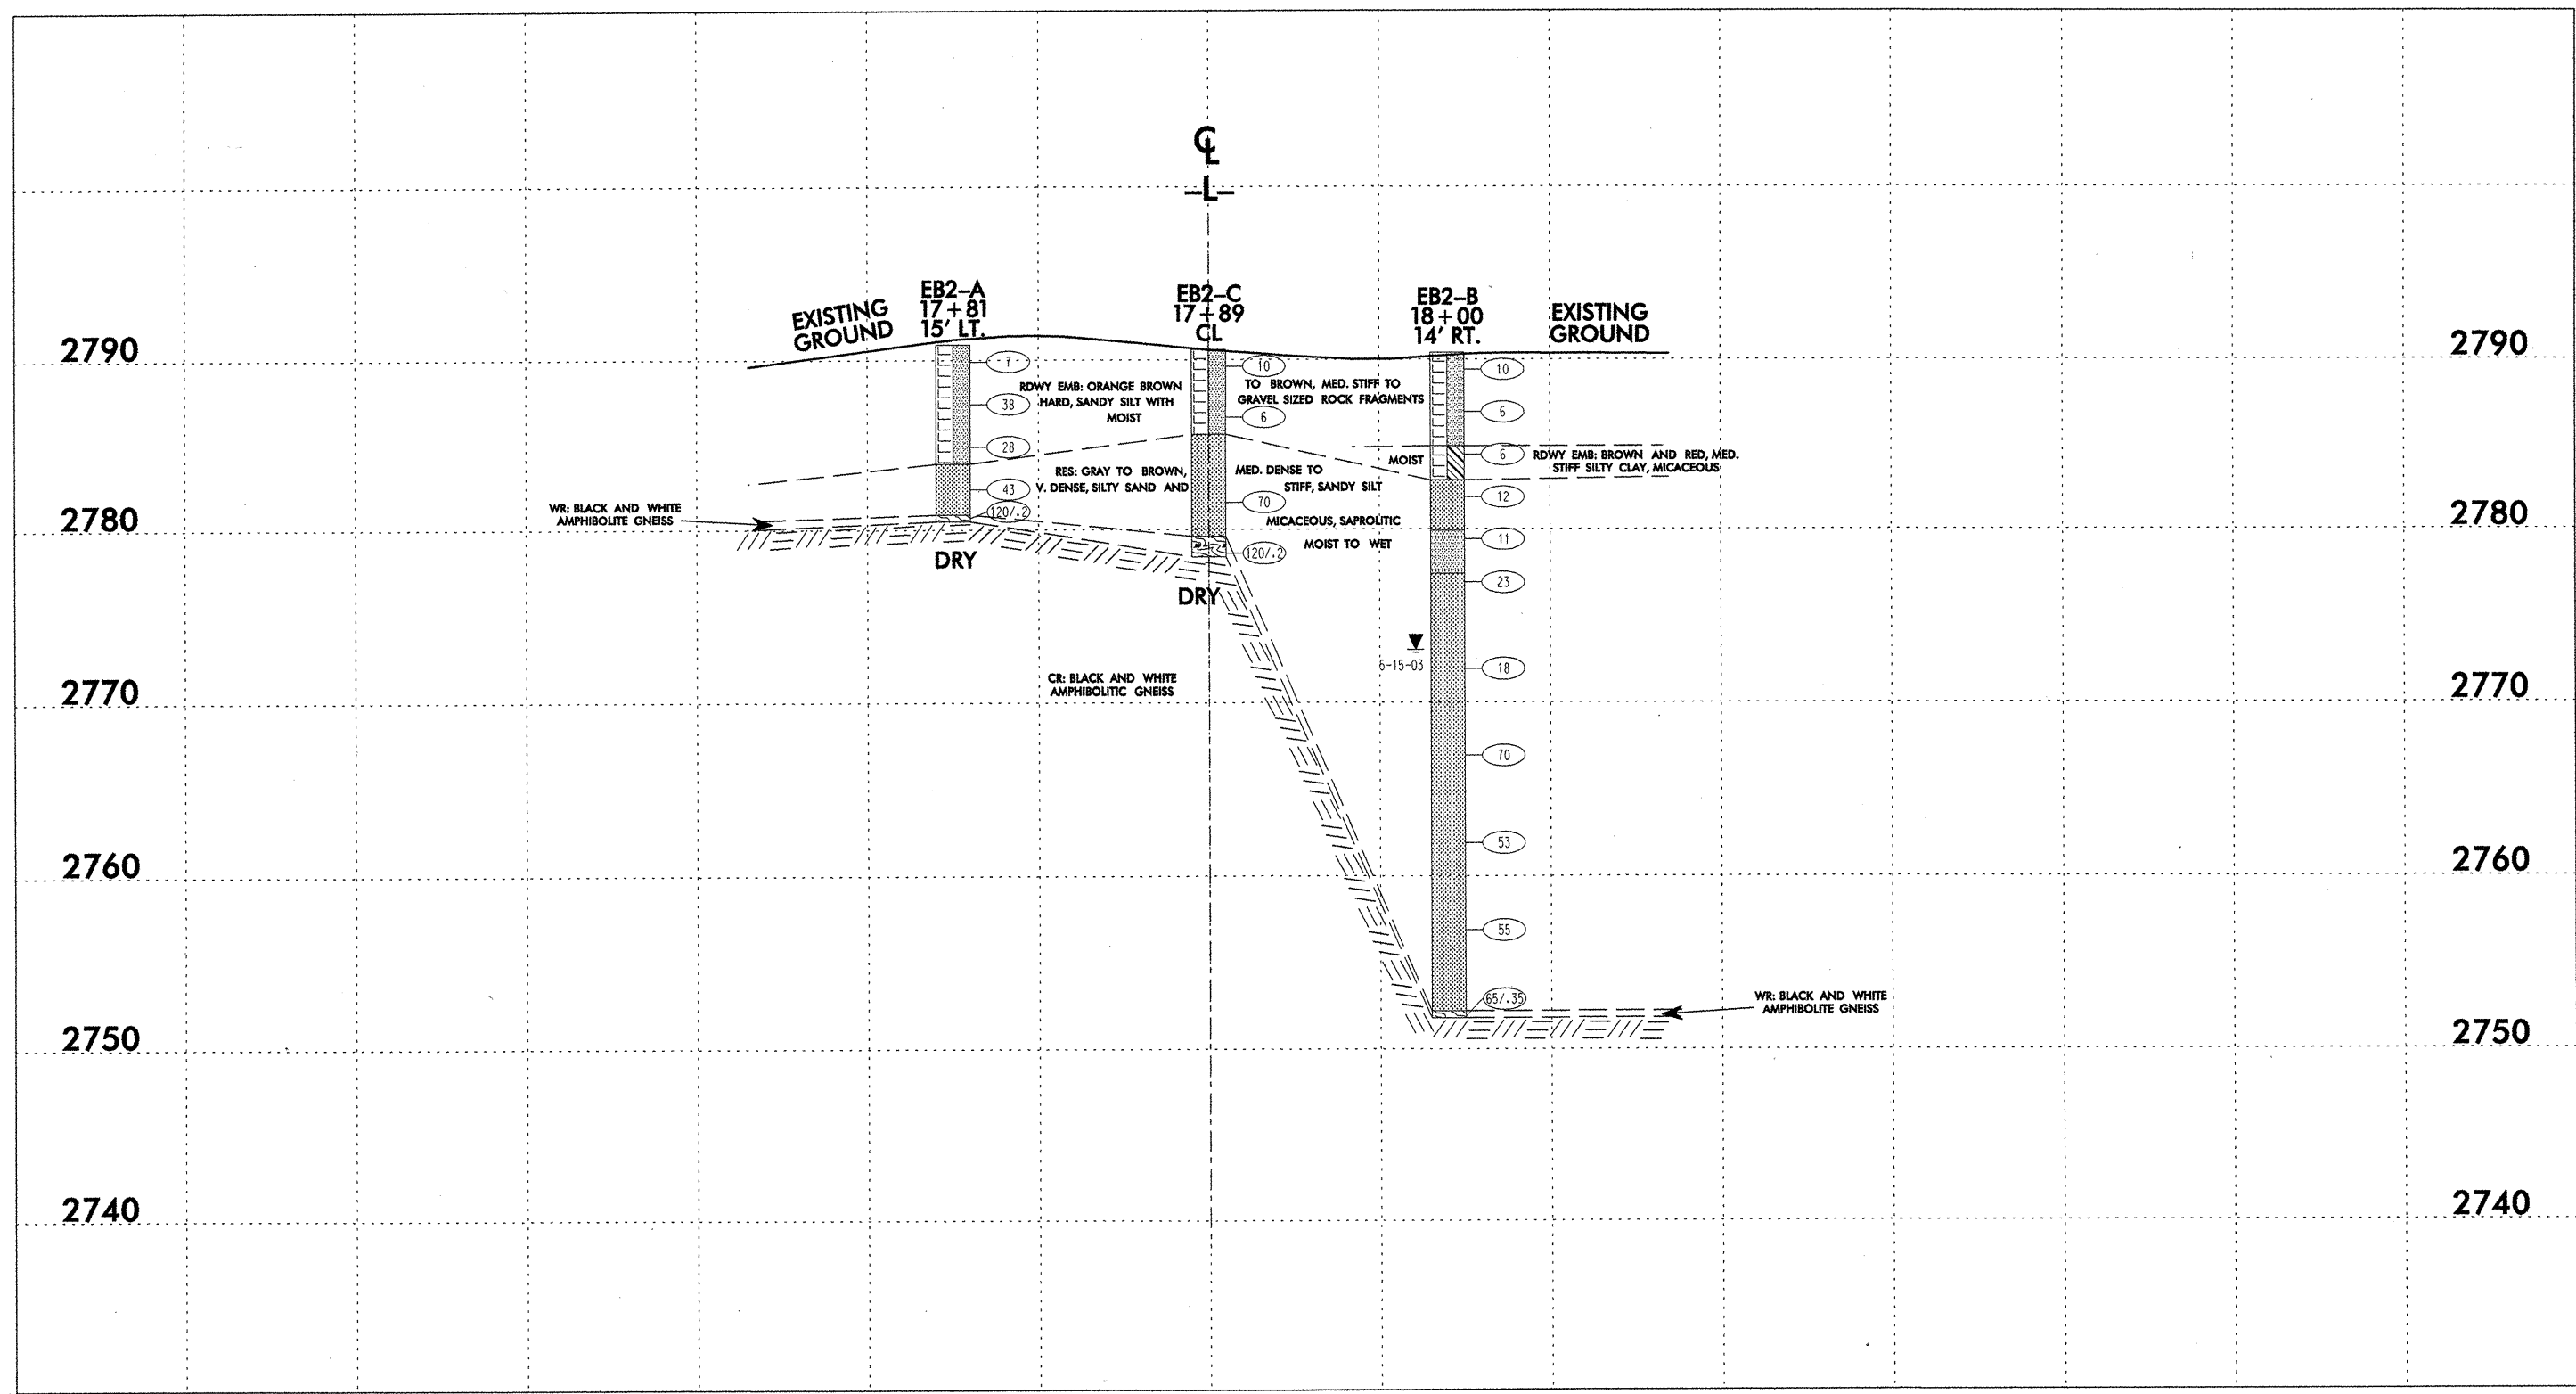 CL
-L-
EB2-A
17+81
15' LT.
EB2-C
17+89
CL
EB2-B
18+00
14' RT.
EXISTING
GROUND
EXISTING
GROUND
2790
2790
7
10
10
RDWY EMB: ORANGE BROWN
TO BROWN, MED. STIFF TO
HARD, SANDY SILT WITH
GRAVEL SIZED ROCK FRAGMENTS
MOIST
38
6
6
28
6
MOIST
RDWY EMB: BROWN AND RED, MED.
STIFF SILTY CLAY, MICACEOUS
RES: GRAY TO BROWN,
MED. DENSE TO
V. DENSE, SILTY SAND AND
STIFF, SANDY SILT
43
70
12
WR: BLACK AND WHITE
AMPHIBOLITE GNEISS
120/.2
MICACEOUS, SAPROLITIC
MOIST TO WET
2780
2780
11
120/.2
DRY
23
DRY
5-15-03
18
CR: BLACK AND WHITE
AMPHIBOLITIC GNEISS
2770
2770
70
53
2760
2760
55
65/.35
WR: BLACK AND WHITE
AMPHIBOLITE GNEISS
2750
2750
2740
2740